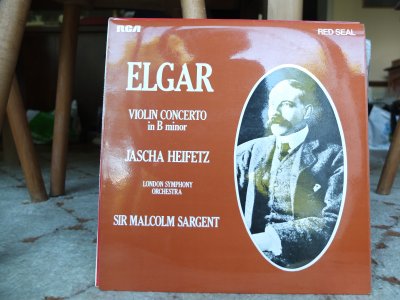 RCA
RED SEAL
ELGAR
VIOLIN CONCERTO
in B minor
JASCHA HEIFETZ
LONDON SYMPHONY
ORCHESTRA
SIR MALCOLM SARGENT